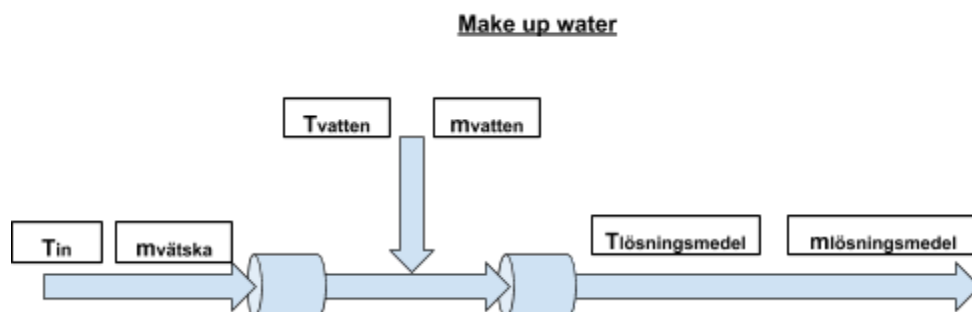 Make up water
Tvatten
mvatten
Tin
mvätska
Tlösningsmedel
mlösningsmedel